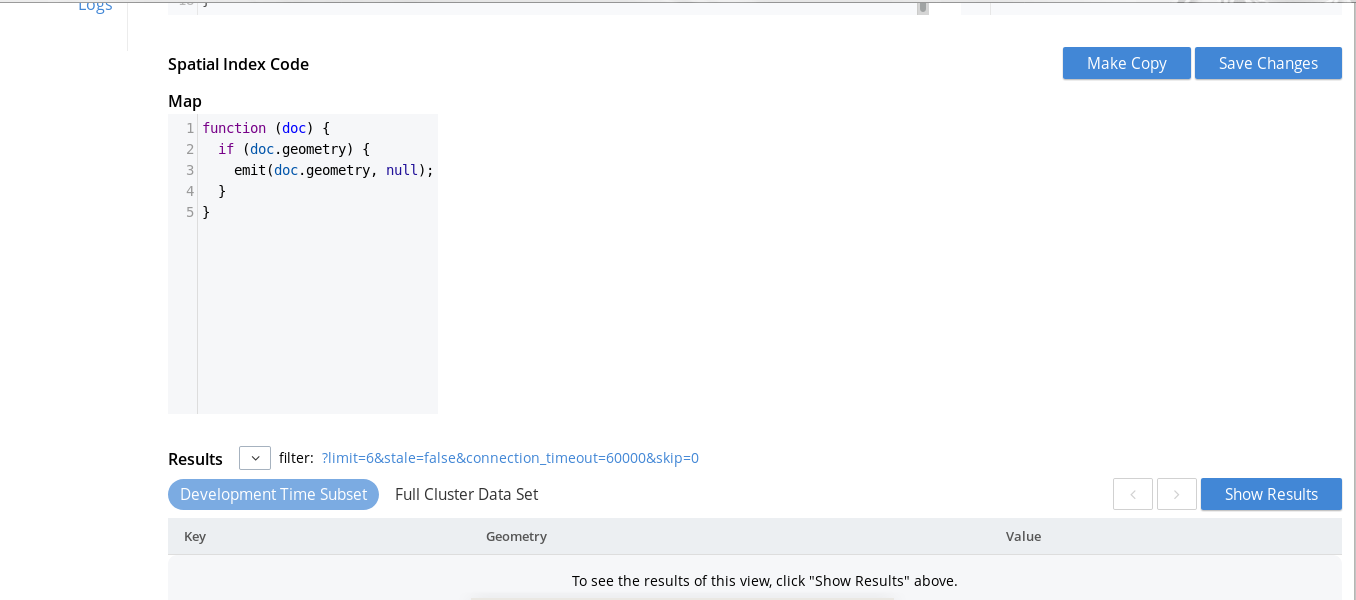 Logs
Spatial Index Code
Make Copy
Save Changes
Map
1 function (doc) {
2   if (doc.geometry) {
3     emit(doc.geometry, null);
4   }
5 }
Results
filter: ?limit=6&stale=false&connection_timeout=60000&skip=0
Development Time Subset
Full Cluster Data Set
Show Results
Key Geometry Value
To see the results of this view, click "Show Results" above.